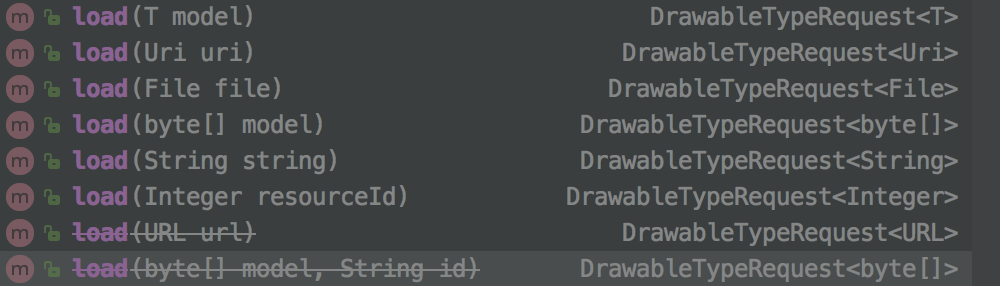 m load(T model) DrawableTypeRequest<T>
m load(Uri uri) DrawableTypeRequest<Uri>
m load(File file) DrawableTypeRequest<File>
m load(byte[] model) DrawableTypeRequest<byte[]>
m load(String string) DrawableTypeRequest<String>
m load(Integer resourceId) DrawableTypeRequest<Integer>
m load(URL url) DrawableTypeRequest<URL>
m load(byte[] model, String id) DrawableTypeRequest<byte[]>